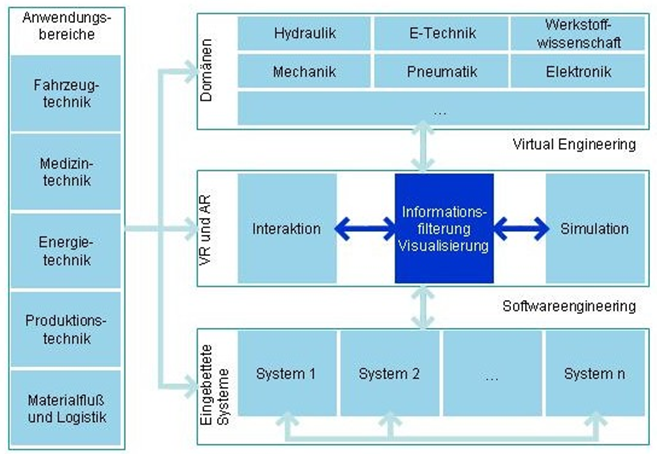 Anwendungs-
bereiche
Fahrzeug-
technik
Medizin-
technik
Energie-
technik
Produktions-
technik
Materialfluß
und Logistik
Domänen
Hydraulik
E-Technik
Werkstoff-
wissenschaft
Mechanik
Pneumatik
Elektronik
...
Virtual Engineering
VR und AR
Interaktion
Informations-
filterung
Visualisierung
Simulation
Softwareengineering
Eingebettete
Systeme
System 1
System 2
...
System n